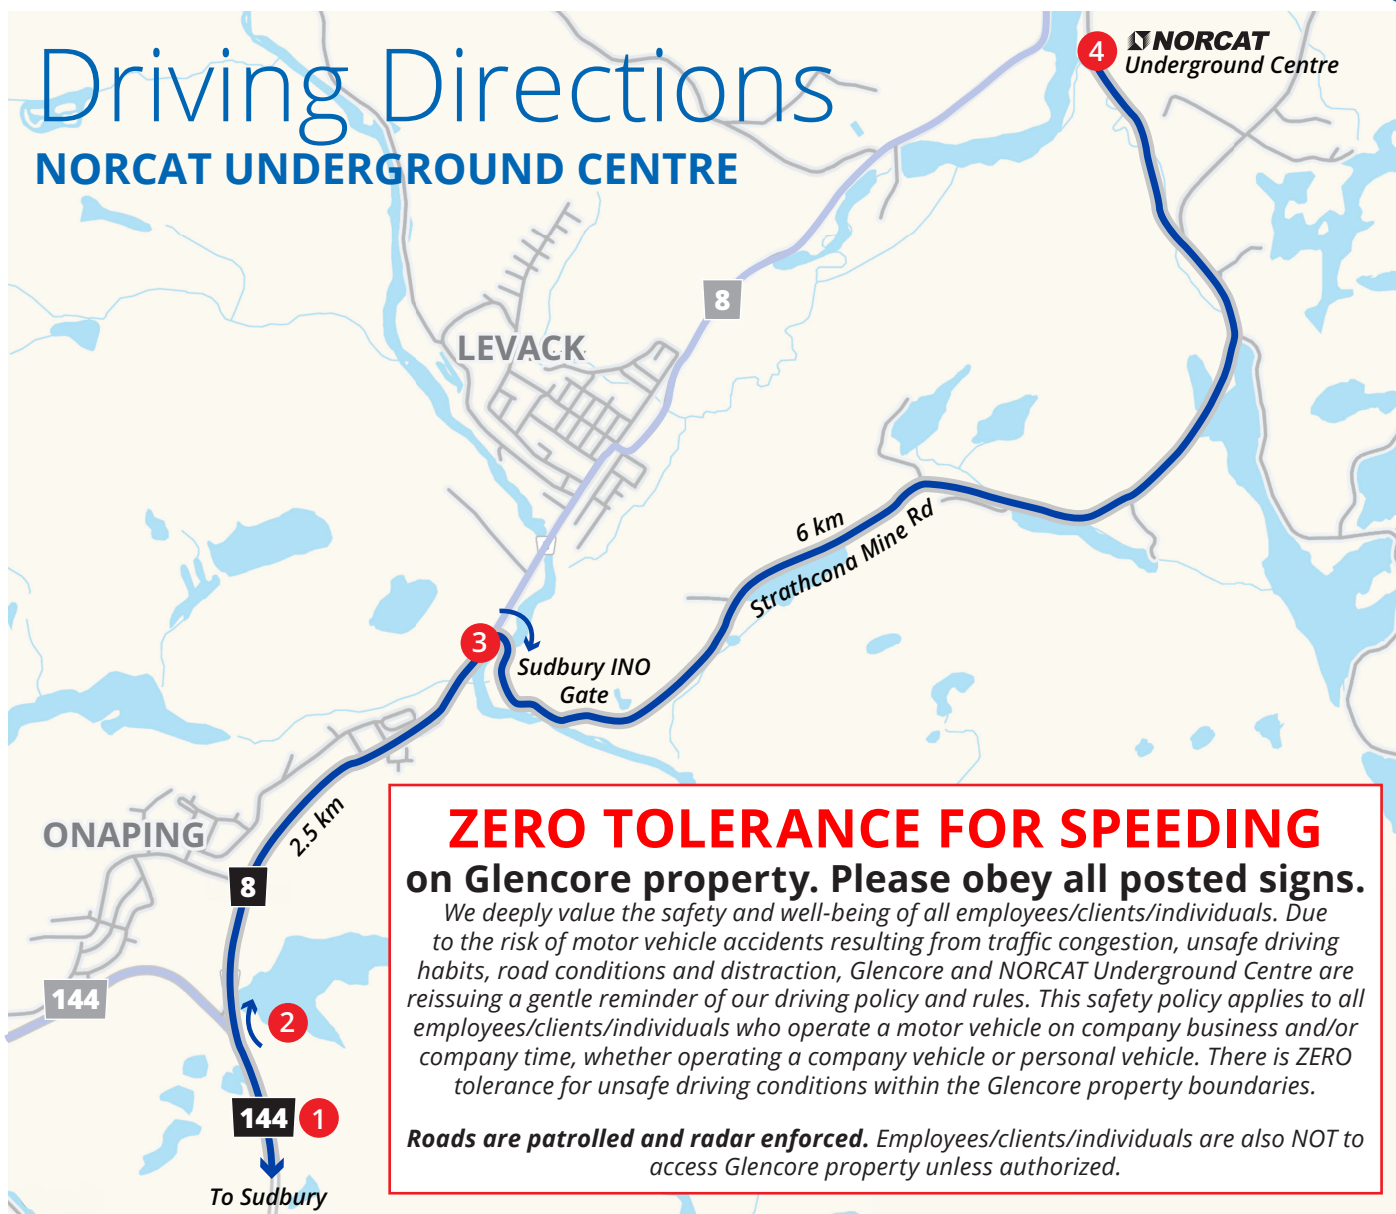 Driving Directions
NORCAT UNDERGROUND CENTRE
4
NORCAT
Underground Centre
8
LEVACK
6 km
Strathcona Mine Rd
3
Sudbury INO
Gate
2.5 km
ONAPING
8
144
2
144
1
To Sudbury
ZERO TOLERANCE FOR SPEEDING
on Glencore property. Please obey all posted signs.
We deeply value the safety and well-being of all employees/clients/individuals. Due
to the risk of motor vehicle accidents resulting from traffic congestion, unsafe driving
habits, road conditions and distraction, Glencore and NORCAT Underground Centre are
reissuing a gentle reminder of our driving policy and rules. This safety policy applies to all
employees/clients/individuals who operate a motor vehicle on company business and/or
company time, whether operating a company vehicle or personal vehicle. There is ZERO
tolerance for unsafe driving conditions within the Glencore property boundaries.
Roads are patrolled and radar enforced. Employees/clients/individuals are also NOT to
access Glencore property unless authorized.